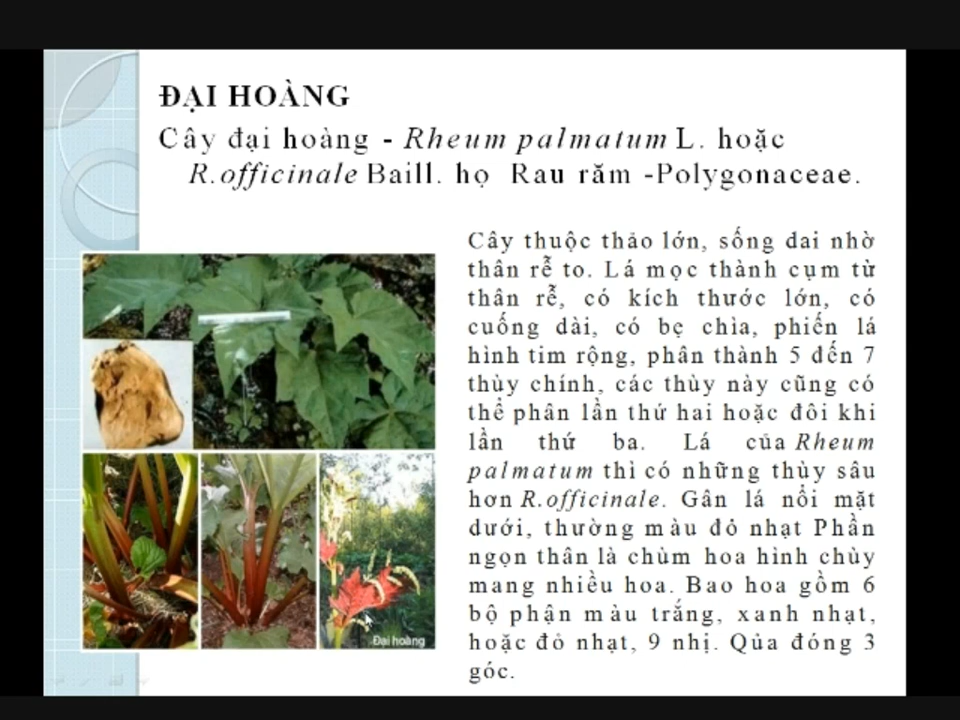 ĐẠI HOÀNG
Cây đại hoàng - Rheum palmatum L. hoặc
R.officinale Baill. họ Rau răm -Polygonaceae.
Cây thuộc thảo lớn, sống dai nhờ
thân rễ to. Lá mọc thành cụm từ
thân rễ, có kích thước lớn, có
cuống dài, có bẹ chìa, phiến lá
hình tim rộng, phân thành 5 đến 7
thùy chính, các thùy này cũng có
thể phân lần thứ hai hoặc đôi khi
lần thứ ba. Lá của Rheum
palmatum thì có những thùy sâu
hơn R.officinale. Gân lá nổi mặt
dưới, thường màu đỏ nhạt Phần
ngọn thân là chùm hoa hình chùy
mang nhiều hoa. Bao hoa gồm 6
bộ phận màu trắng, xanh nhạt,
hoặc đỏ nhạt, 9 nhị. Qủa đóng 3
góc.
Đại hoàng